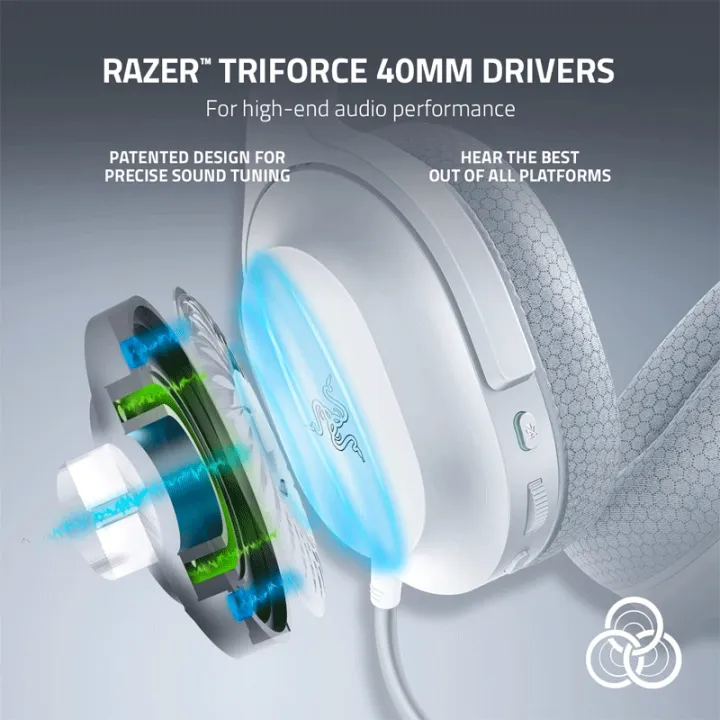 RAZER™ TRIFORCE 40MM DRIVERS
For high-end audio performance
PATENTED DESIGN FOR
PRECISE SOUND TUNING
HEAR THE BEST
OUT OF ALL PLATFORMS